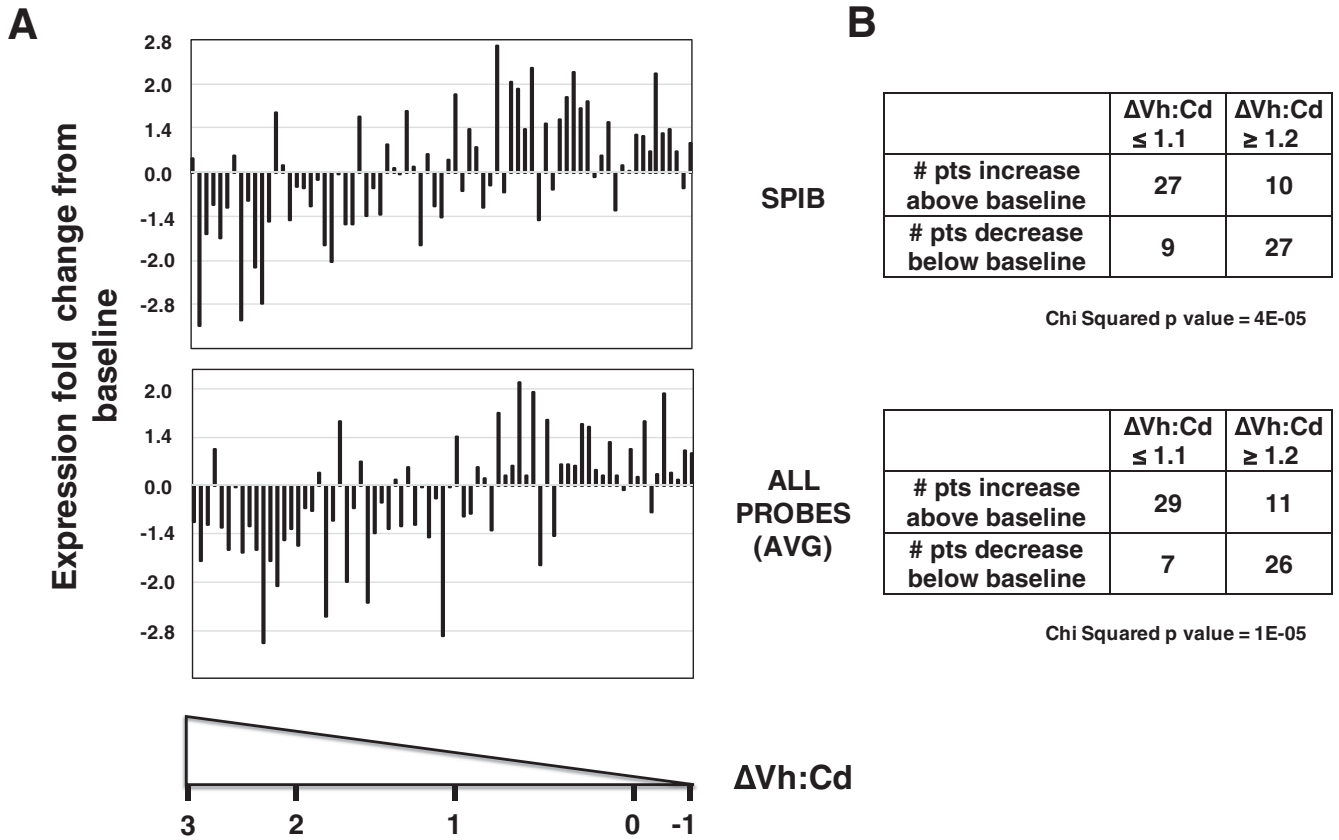 A
B
Expression fold change from
baseline
2.8
2.0
1.4
0.0
-1.4
-2.0
-2.8
SPIB
ΔVh:Cd
≤ 1.1
ΔVh:Cd
≥ 1.2
# pts increase
above baseline
27
10
# pts decrease
below baseline
9
27
Chi Squared p value = 4E-05
2.0
1.4
0.0
-1.4
-2.0
-2.8
ALL
PROBES
(AVG)
ΔVh:Cd
≤ 1.1
ΔVh:Cd
≥ 1.2
# pts increase
above baseline
29
11
# pts decrease
below baseline
7
26
Chi Squared p value = 1E-05
ΔVh:Cd
3
2
1
0
-1